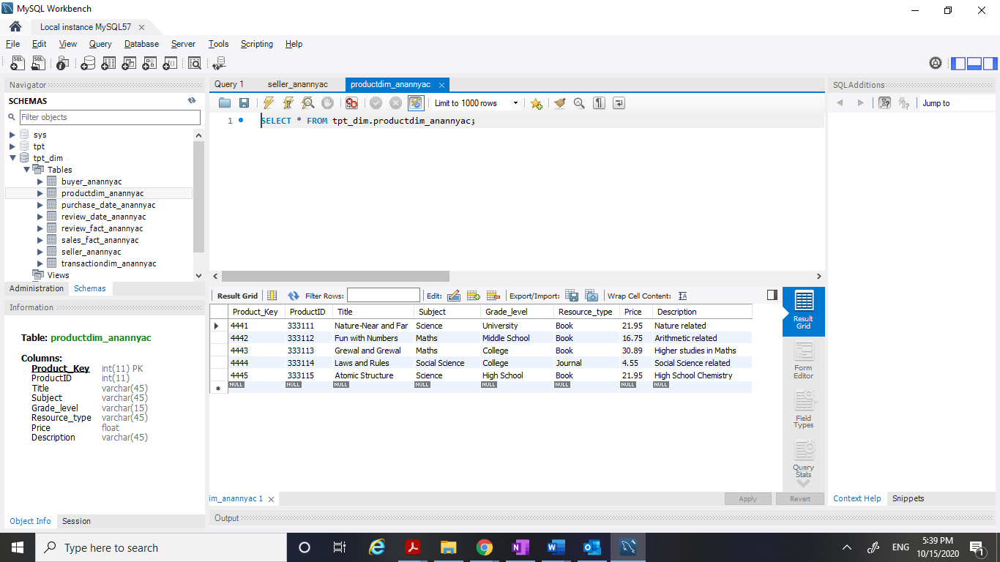 MySQL Workbench
Local instance MySQL57
File Edit View Query Database Server Tools Scripting Help
Navigator
SCHEMAS
Filter objects
sys
tpt
tpt_dim
Tables
buyer_anannyac
productdim_anannyac
purchase_date_anannyac
review_date_anannyac
review_fact_anannyac
sales_fact_anannyac
seller_anannyac
transactiondim_anannyac
Views
Administration Schemas
Information
Table: productdim_anannyac
Columns:
Product_Key int(11) PK
ProductID int(11)
Title varchar(45)
Subject varchar(45)
Grade_level varchar(15)
Resource_type varchar(45)
Price float
Description varchar(45)
Object Info Session
Query 1 seller_anannyac productdim_anannyac
Limit to 1000 rows
1 SELECT * FROM tpt_dim.productdim_anannyac;
Result Grid Filter Rows: Edit: Export/Import: Wrap Cell Content:
Product_Key ProductID Title Subject Grade_level Resource_type Price Description
4441 333111 Nature-Near and Far Science University Book 21.95 Nature related
4442 333112 Fun with Numbers Maths Middle School Book 16.75 Arithmetic related
4443 333113 Grewal and Grewal Maths College Book 30.89 Higher studies in Maths
4444 333114 Laws and Rules Social Science College Journal 4.55 Social Science related
4445 333115 Atomic Structure Science High School Book 21.95 High School Chemistry
NULL NULL NULL NULL NULL NULL NULL NULL
Result Grid
Form Editor
Field Types
Query Stats
im_anannyac 1
Apply Revert
Output
SQLAdditions
Jump to
Context Help Snippets
Type here to search
ENG
5:39 PM
10/15/2020
1